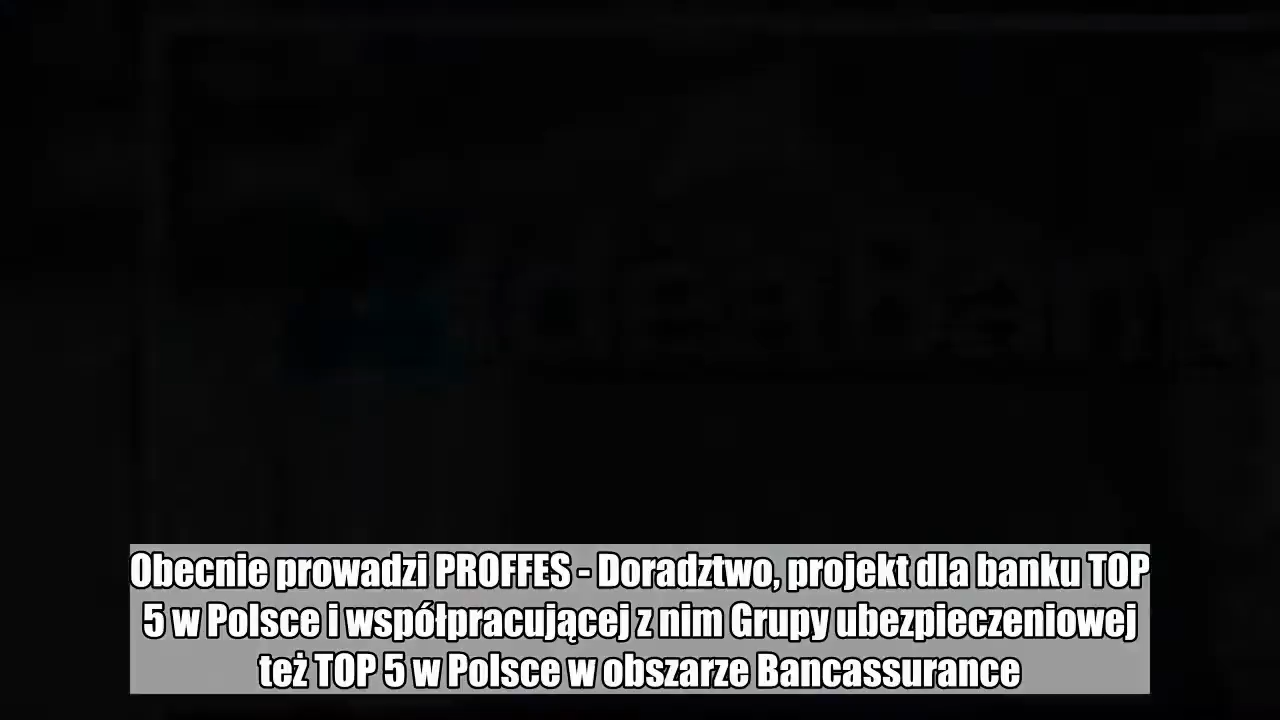 Obecnie prowadzi PROFFES - Doradztwo, projekt dla banku TOP
5 w Polsce i współpracującej z nim Grupy ubezpieczeniowej
też TOP 5 w Polsce w obszarze Bancassurance